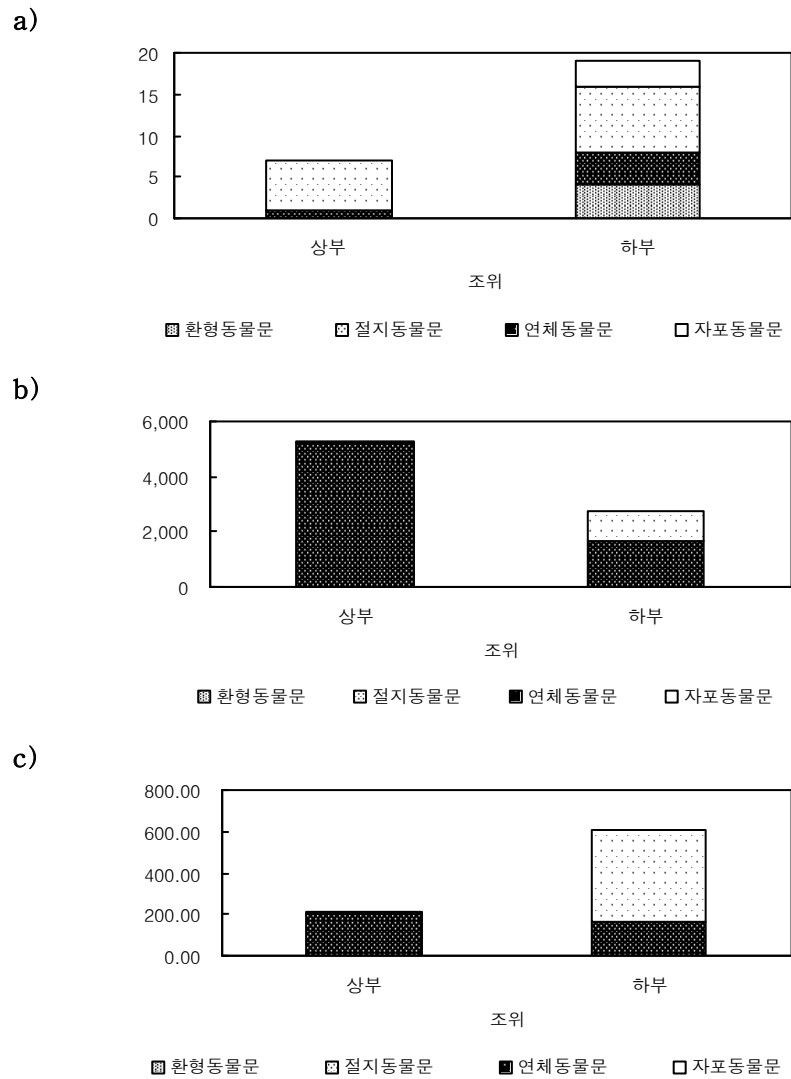 a)
20
15
10
5
0
상부 하부
조위
환형동물문 절지동물문 연체동물문 자포동물문
b)
6,000
4,000
2,000
0
상부 하부
조위
환형동물문 절지동물문 연체동물문 자포동물문
c)
800.00
600.00
400.00
200.00
0.00
상부 하부
조위
환형동물문 절지동물문 연체동물문 자포동물문